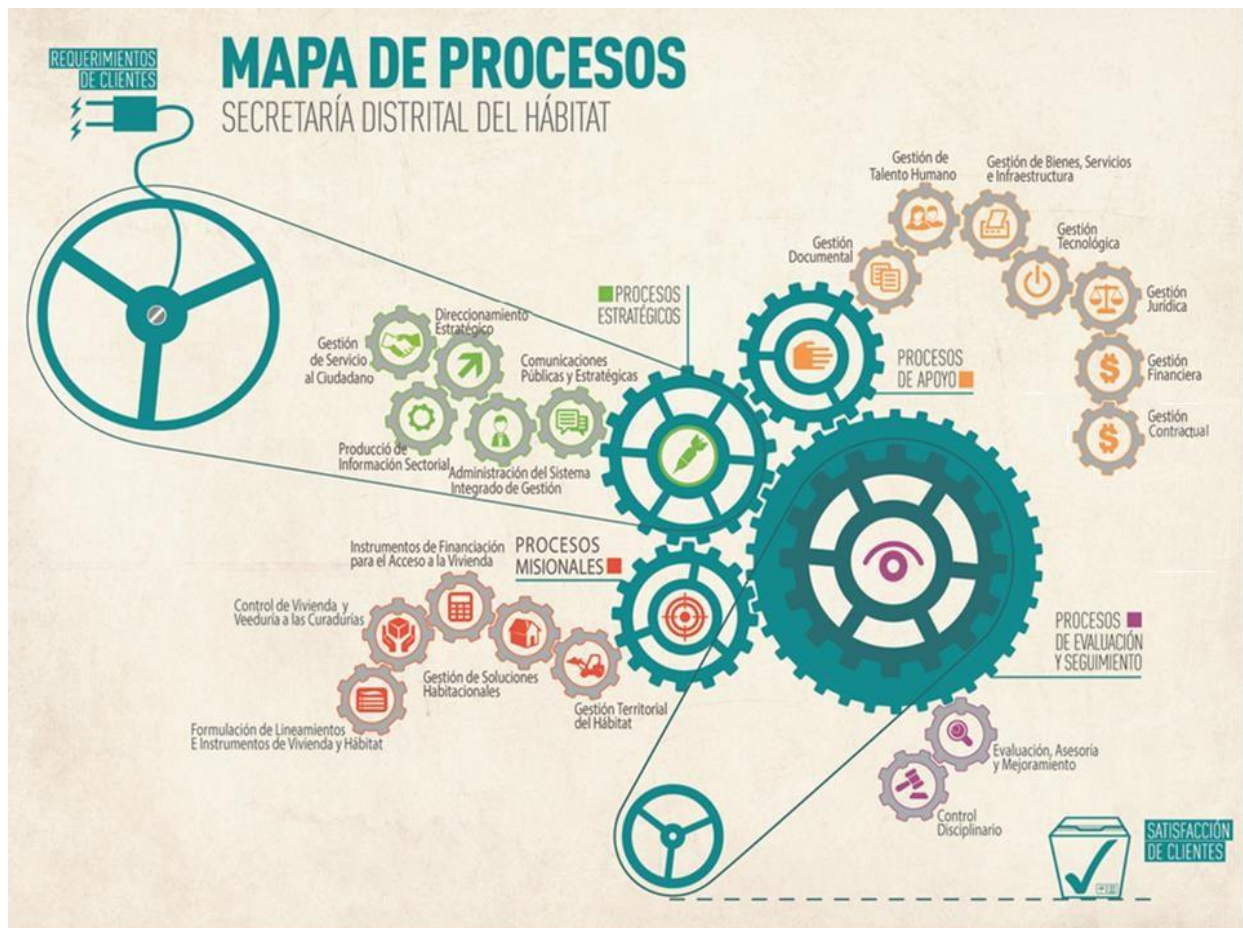 REQUERIMIENTOS
DE CLIENTES
MAPA DE PROCESOS
SECRETARÍA DISTRITAL DEL HÁBITAT
Gestión de
Talento Humano
Gestión de Bienes, Servicios
e Infraestructura
Gestión
Documental
Gestión
Tecnológica
Gestión
Jurídica
Gestión
Financiera
Gestión
Contractual
PROCESOS
DE APOYO
PROCESOS
ESTRATÉGICOS
Direccionamiento
Estratégico
Gestión
de Servicio
al Ciudadano
Comunicaciones
Públicas y Estratégicas
Producció de
Información Sectorial
Administración del Sistema
Integrado de Gestión
Instrumentos de Financiación
para el Acceso a la Vivienda
PROCESOS
MISIONALES
Control de Vivienda y
Veeduría a las Curadurías
Gestión de Soluciones
Habitacionales
Gestión Territorial
del Hábitat
Formulación de Lineamientos
E Instrumentos de Vivienda y Hábitat
PROCESOS
DE EVALUACIÓN
Y SEGUIMIENTO
Evaluación, Asesoría
y Mejoramiento
Control
Disciplinario
SATISFACCIÓN
DE CLIENTES